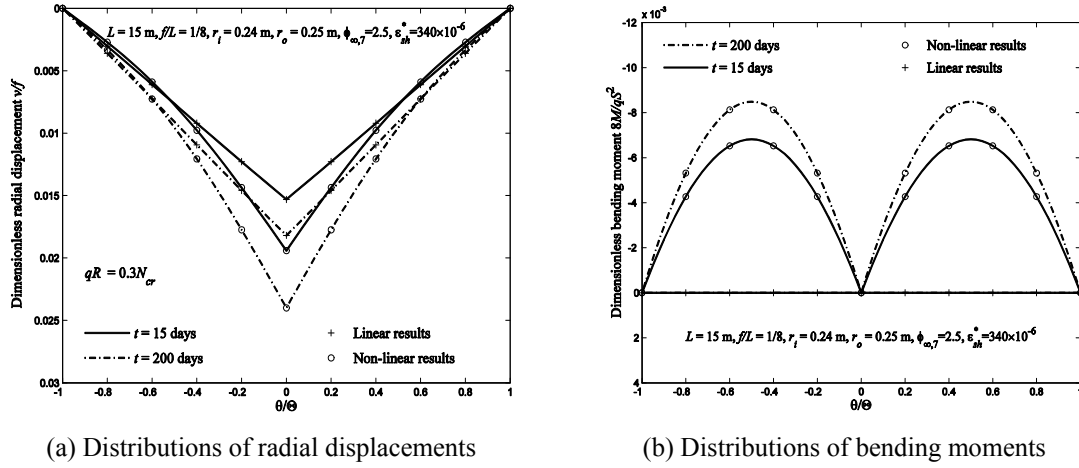 L = 15 m, f/L = 1/8, r_i = 0.24 m, r_o = 0.25 m, ϕ_∞,7=2.5, ε*_sh=340×10^-6
Dimensionless radial displacement v/f
0
0.005
0.01
0.015
0.02
0.025
0.03
qR = 0.3N_cr
t = 15 days
t = 200 days
Linear results
Non-linear results
-1 -0.8 -0.6 -0.4 -0.2 0 0.2 0.4 0.6 0.8 1
θ/Θ
(a) Distributions of radial displacements
×10^-3
Dimensionless bending moment 8M/qS^2
-12
-10
-8
-6
-4
-2
0
2
4
t = 200 days
t = 15 days
Non-linear results
Linear results
L = 15 m, f/L = 1/8, r_i = 0.24 m, r_o = 0.25 m, ϕ_∞,7=2.5, ε*_sh=340×10^-6
-1 -0.8 -0.6 -0.4 -0.2 0 0.2 0.4 0.6 0.8 1
θ/Θ
(b) Distributions of bending moments